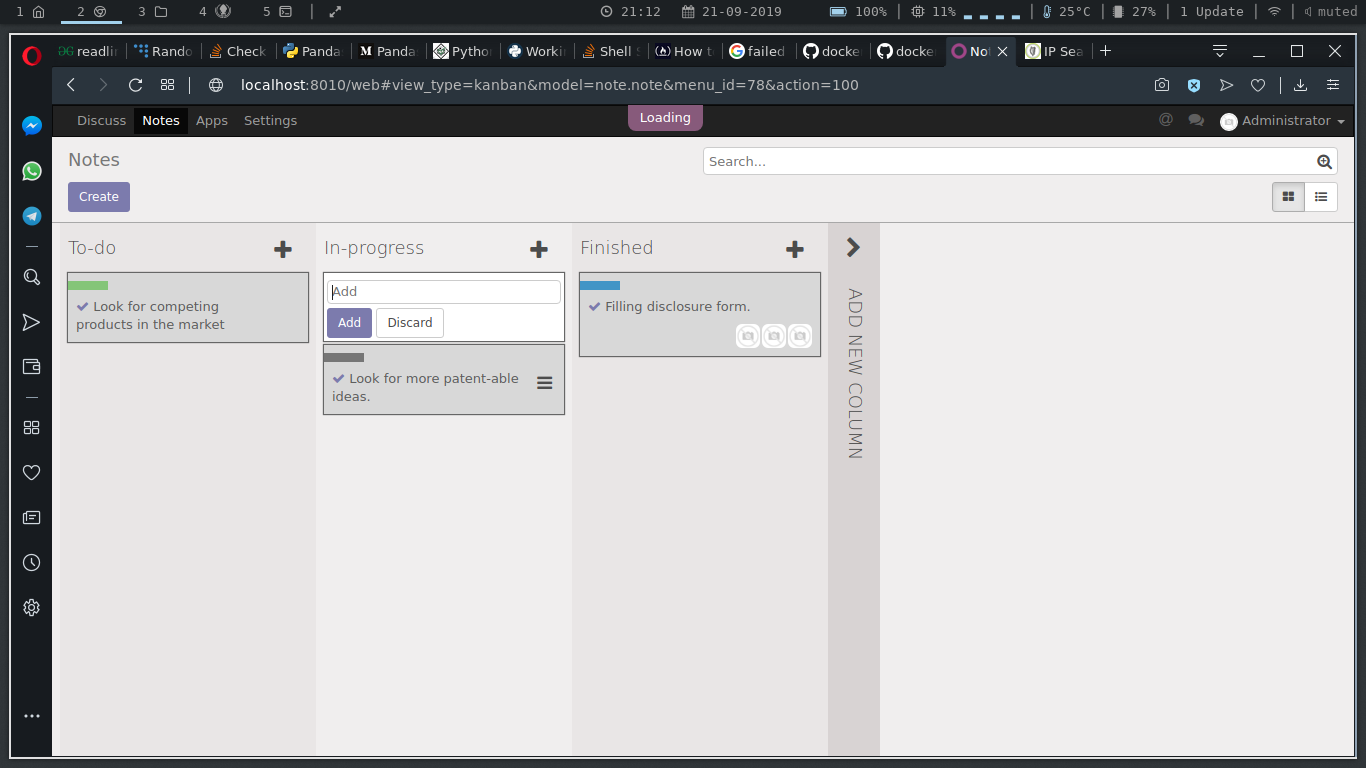 1 2 3 4 5 21:12 21-09-2019 100% 11% 25°C 27% 1 Update muted
readli Rando Check Panda Panda Pytho Worki Shell S How t failed docke docke Not IP Sea
localhost:8010/web#view_type=kanban&model=note.note&menu_id=78&action=100
Discuss Notes Apps Settings Loading @ Administrator
Notes Search...
Create
To-do In-progress Finished
Add
Look for competing
products in the market
Filling disclosure form.
Add Discard
Look for more patent-able
ideas.
ADD NEW COLUMN